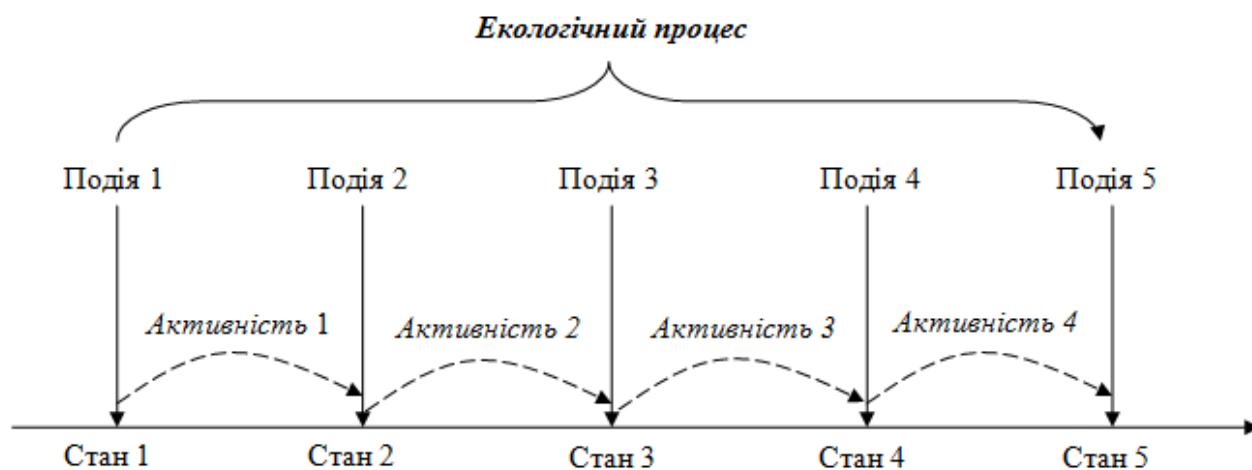 Екологічний процес
Подія 1 Подія 2 Подія 3 Подія 4 Подія 5
Активність 1 Активність 2 Активність 3 Активність 4
Стан 1 Стан 2 Стан 3 Стан 4 Стан 5